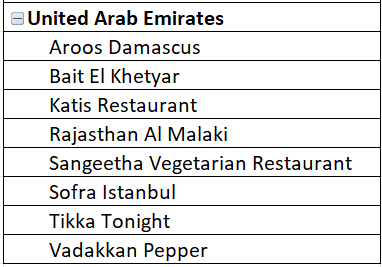 United Arab Emirates
Aroos Damascus
Bait El Khetyar
Katis Restaurant
Rajasthan Al Malaki
Sangeetha Vegetarian Restaurant
Sofra Istanbul
Tikka Tonight
Vadakkan Pepper